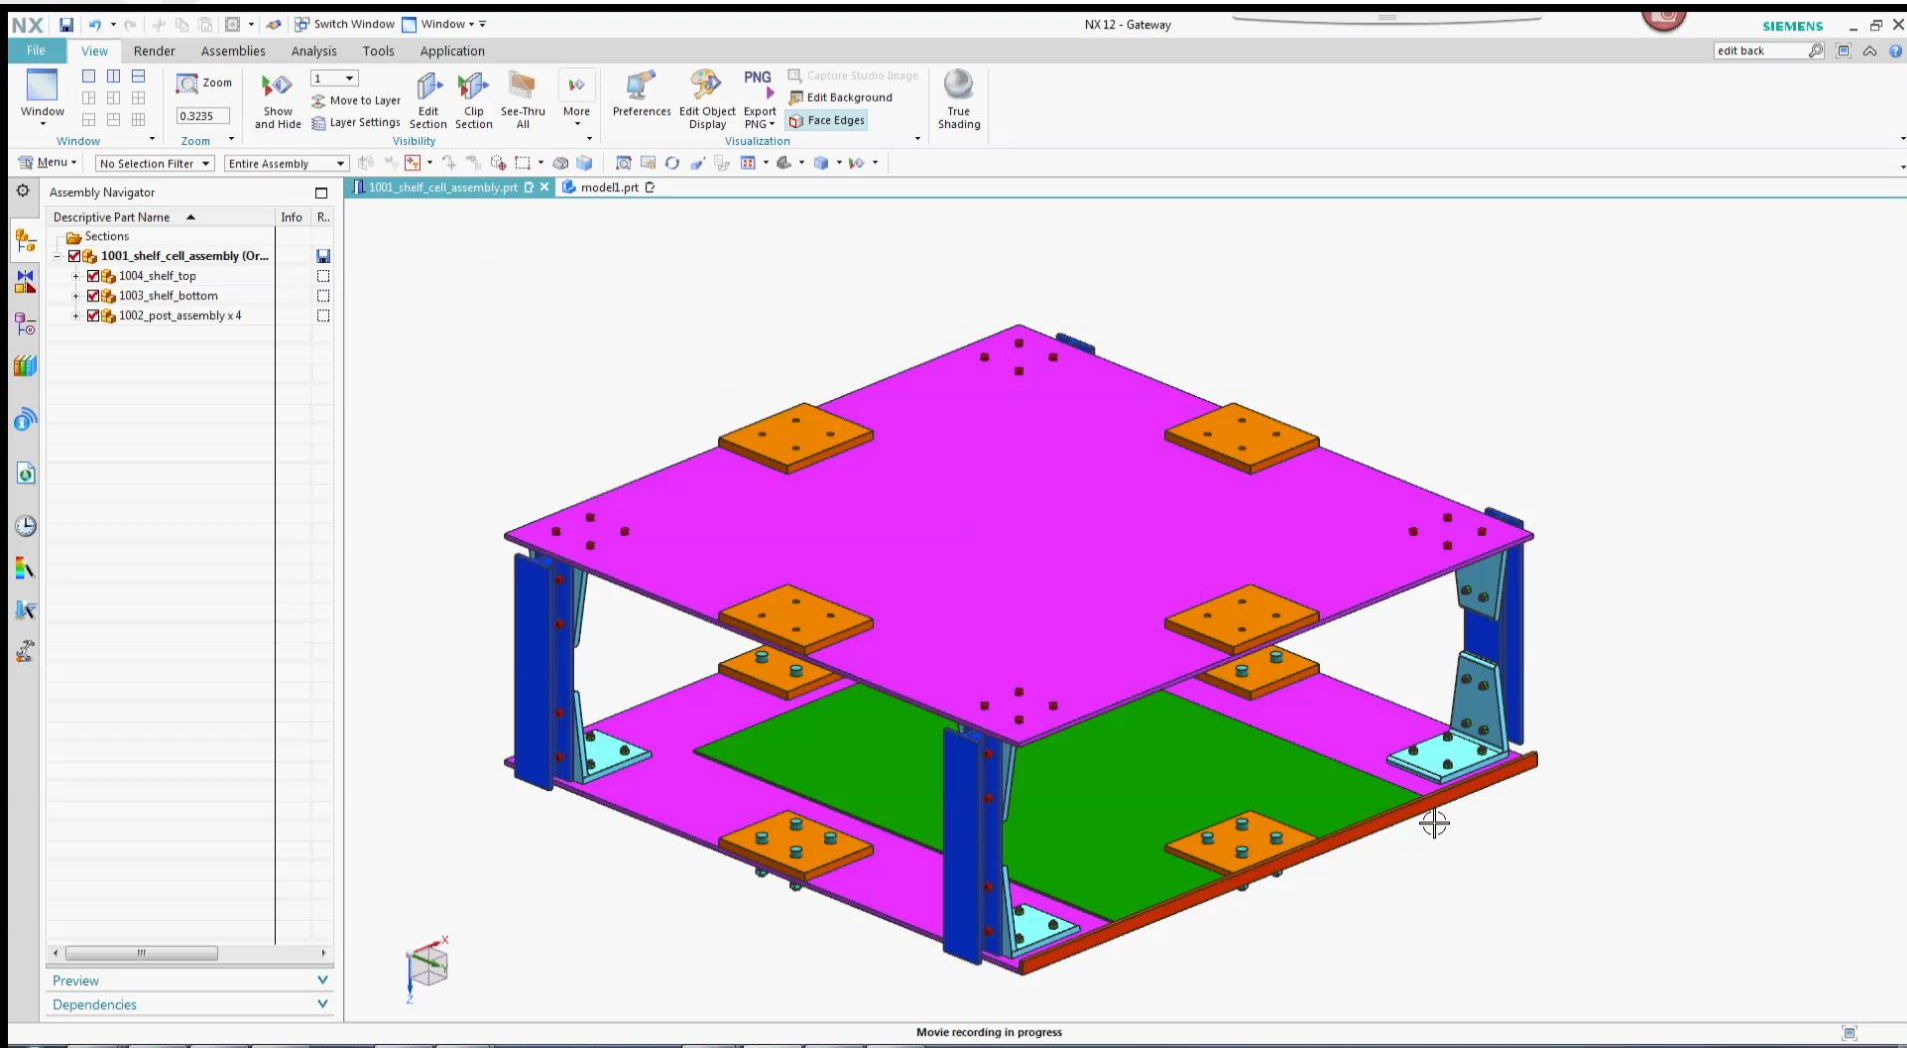 NX Switch Window Window NX 12 - Gateway SIEMENS
File View Render Assemblies Analysis Tools Application edit back
Window
Window
Zoom
0.3235
Zoom
Show and Hide
1
Move to Layer
Layer Settings
Edit Section
Clip Section
See-Thru All
More
Visibility
Preferences
Edit Object Display
PNG
Export PNG
Capture Studio Image
Edit Background
Face Edges
Visualization
True Shading
Menu No Selection Filter Entire Assembly
Assembly Navigator
1001_shelf_cell_assembly.prt model1.prt
Descriptive Part Name Info R..
Sections
1001_shelf_cell_assembly (Or...
1004_shelf_top
1003_shelf_bottom
1002_post_assembly x 4
X
Y
Z
Preview
Dependencies
Movie recording in progress